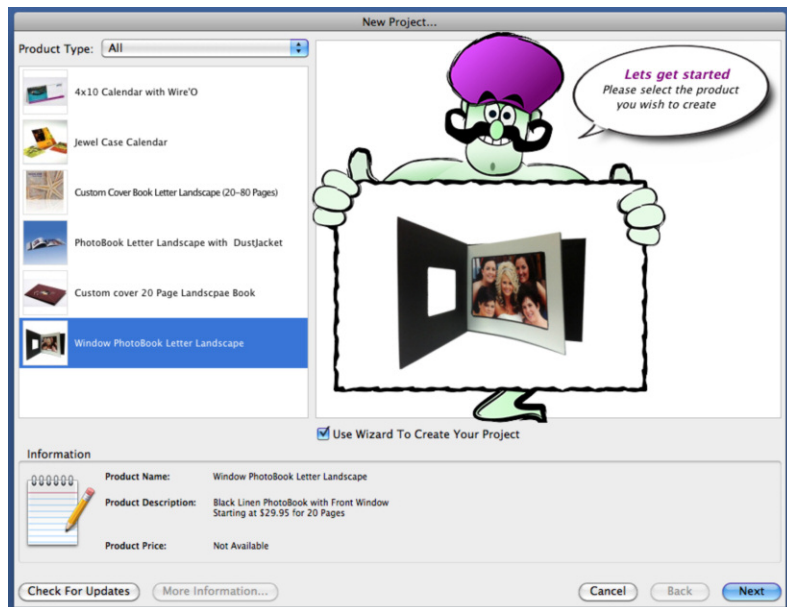 New Project...
Product Type: All
4x10 Calendar with Wire'O
Jewel Case Calendar
Custom Cover Book Letter Landscape (20-80 Pages)
PhotoBook Letter Landscape with DustJacket
Custom cover 20 Page Landscpae Book
Window PhotoBook Letter Landscape
Lets get started
Please select the product
you wish to create
Use Wizard To Create Your Project
Information
Product Name: Window PhotoBook Letter Landscape
Product Description: Black Linen PhotoBook with Front Window
Starting at $29.95 for 20 Pages
Product Price: Not Available
Check For Updates More Information... Cancel Back Next